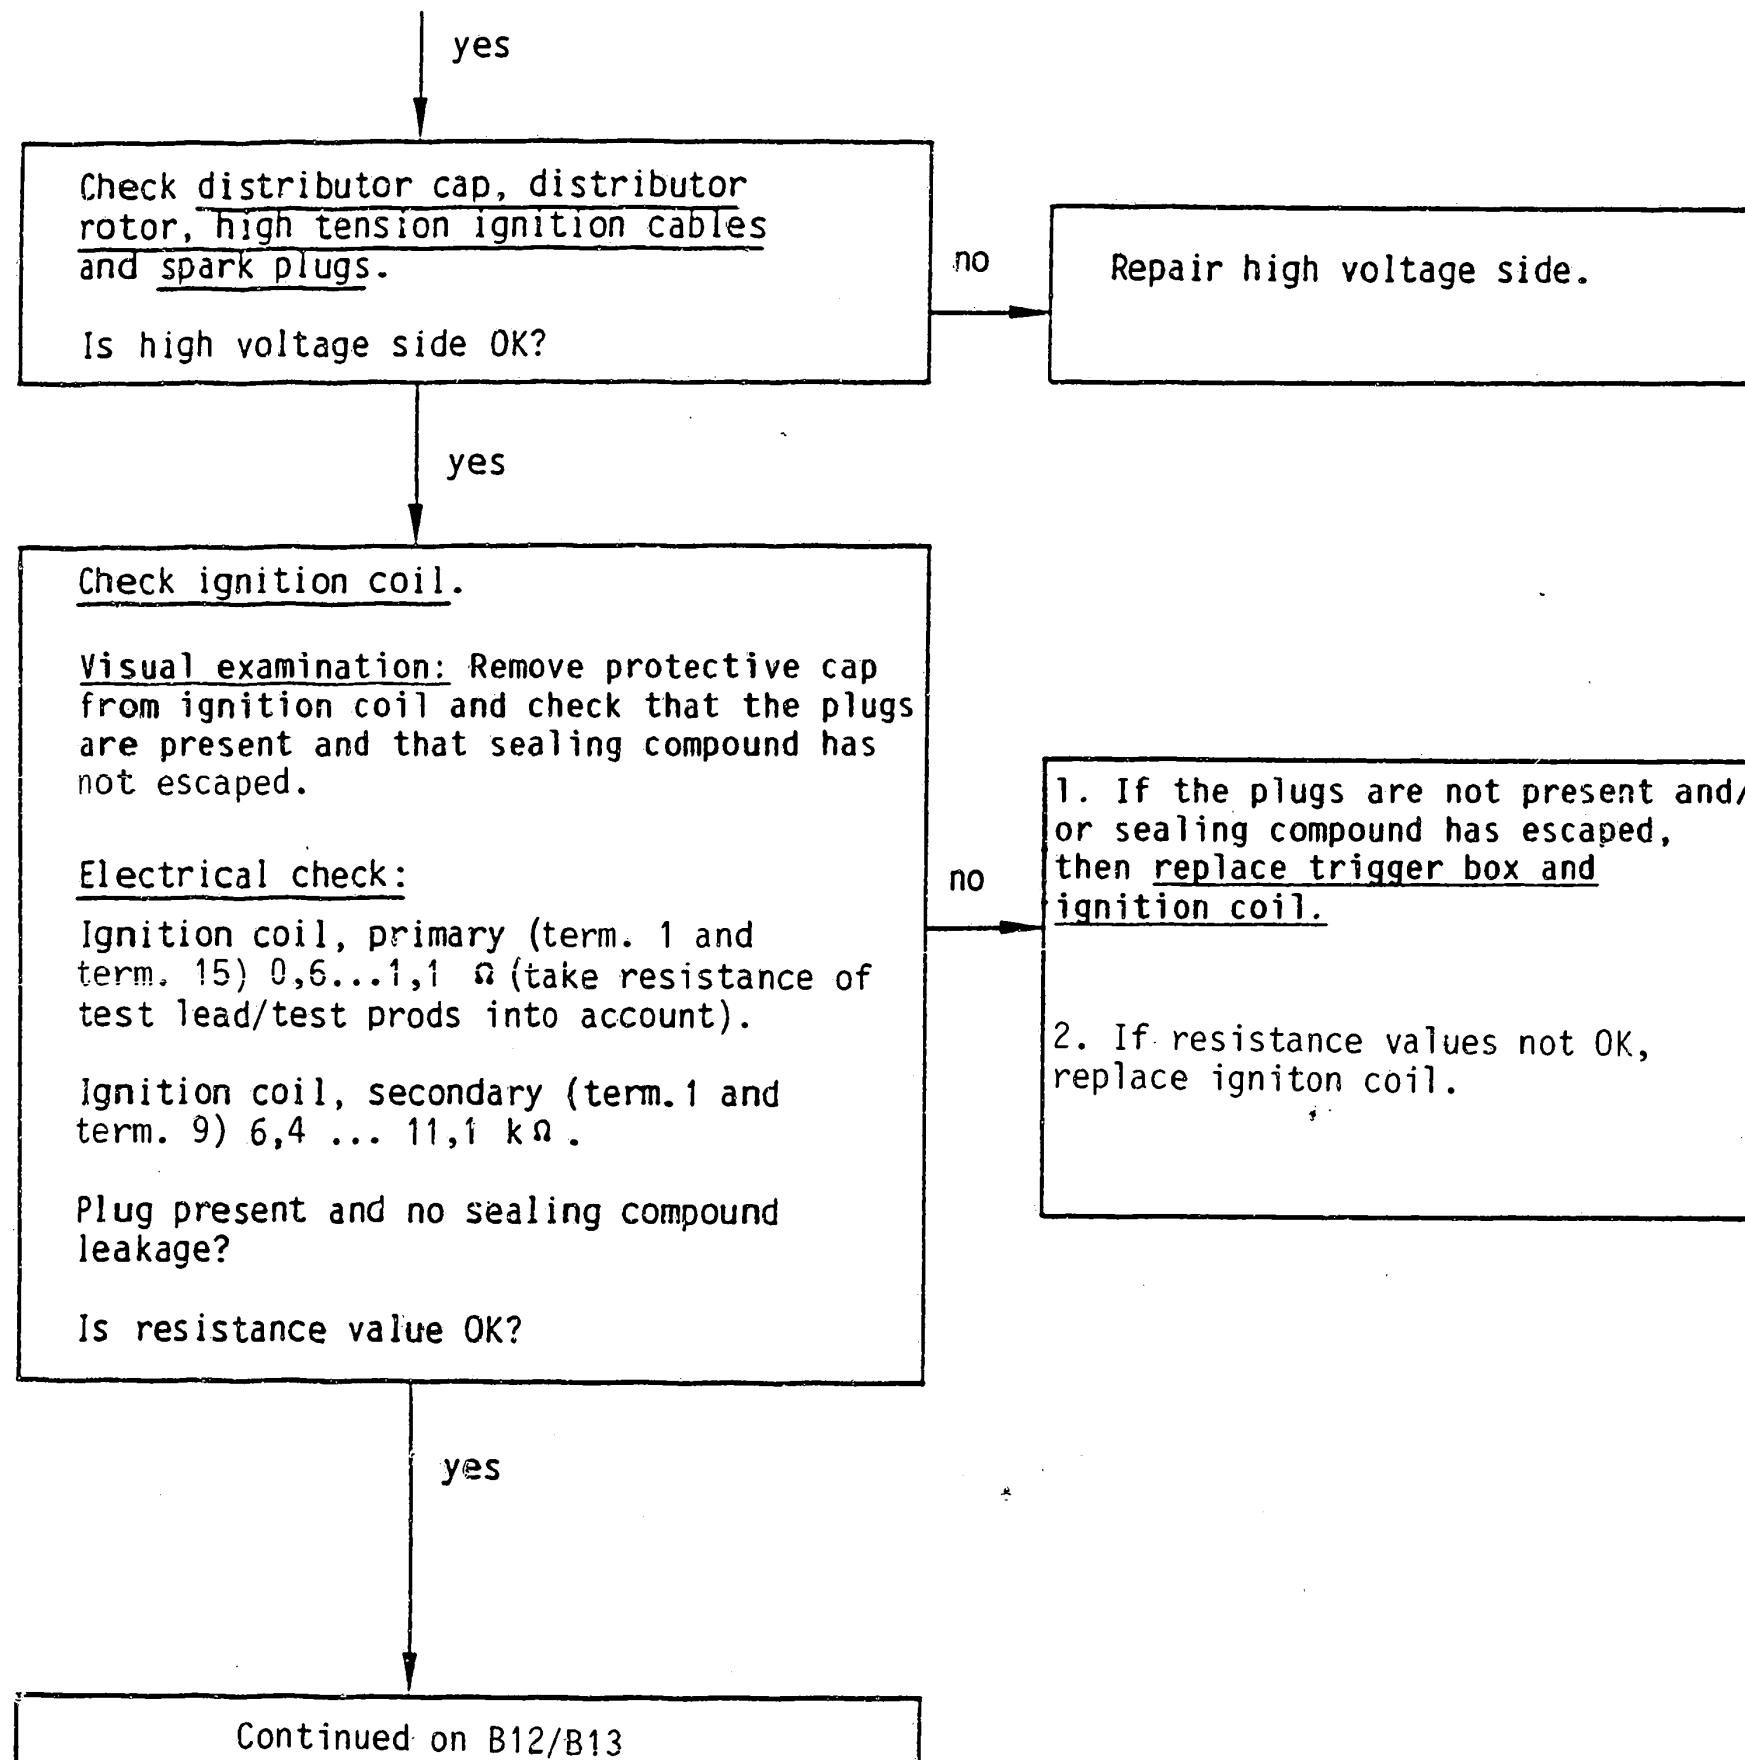 yes
Check distributor cap, distributor
rotor, high tension ignition cables
and spark plugs.
Is high voltage side OK?
no
Repair high voltage side.
yes
Check ignition coil.
Visual examination: Remove protective cap
from ignition coil and check that the plugs
are present and that sealing compound has
not escaped.
Electrical check:
Ignition coil, primary (term. 1 and
term. 15) 0,6...1,1 Ω (take resistance of
test lead/test prods into account).
Ignition coil, secondary (term.1 and
term. 9) 6,4 ... 11,1 kΩ.
Plug present and no sealing compound
leakage?
Is resistance value OK?
no
1. If the plugs are not present and/
or sealing compound has escaped,
then replace trigger box and
ignition coil.
2. If resistance values not OK,
replace igniton coil.
yes
Continued on B12/B13